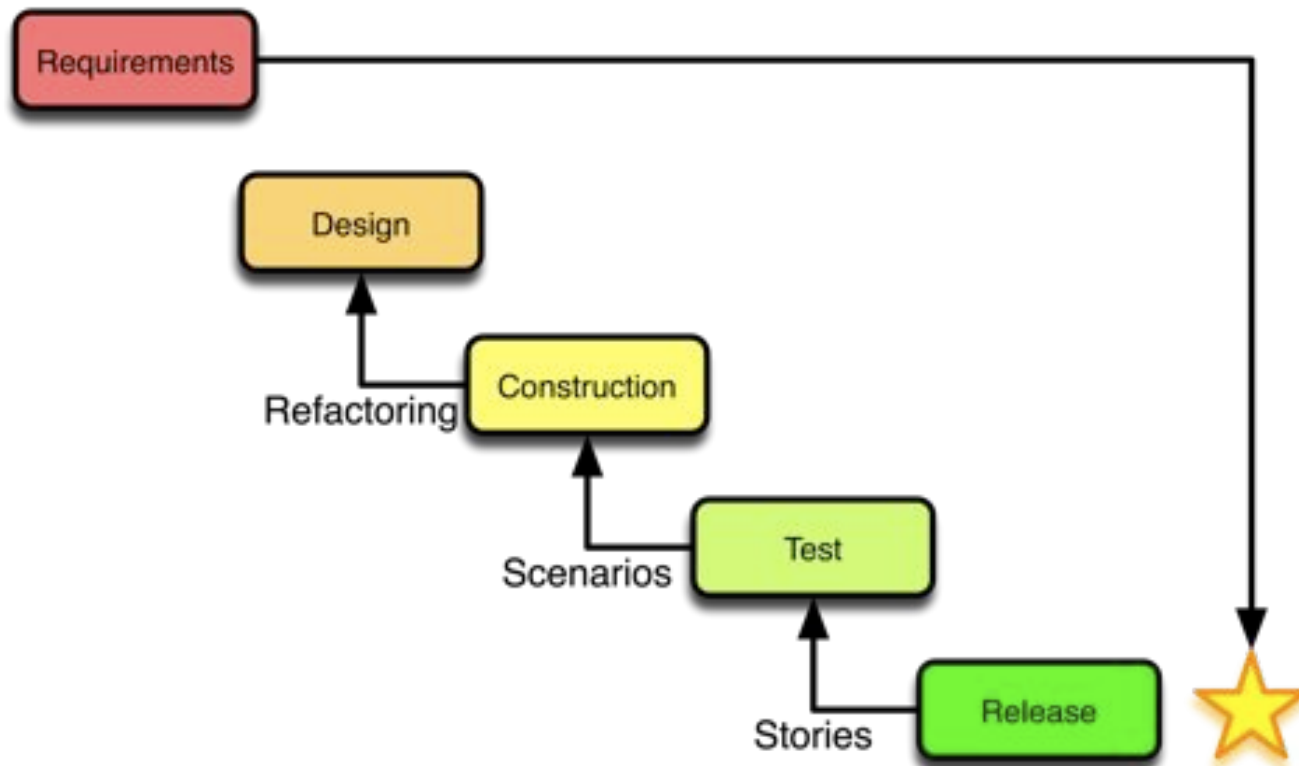 Requirements
Design
Refactoring
Construction
Scenarios
Test
Stories
Release